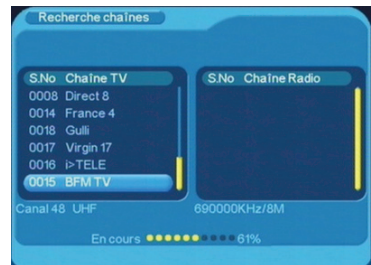 Recherche chaînes
S.No Chaîne TV
0008 Direct 8
0014 France 4
0018 Gulli
0017 Virgin 17
0016 i>TELE
0015 BFM TV
S.No Chaîne Radio
Canal 48 UHF
690000KHz/8M
En cours 61%